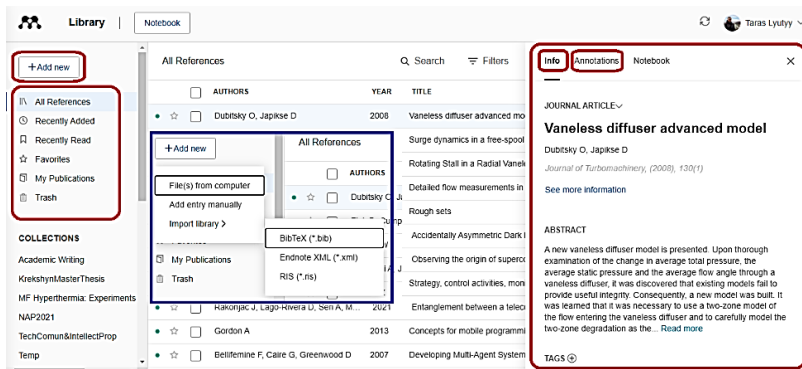 Library
Notebook
Taras Lyutyy
+Add new
All References
Recently Added
Recently Read
Favorites
My Publications
Trash
COLLECTIONS
Academic Writing
KrekshynMasterThesis
MF Hyperthermia: Experiments
NAP2021
TechComun&IntellectProp
Temp
All References
Search
Filters
AUTHORS YEAR TITLE
Dubitsky O, Japikse D 2008 Vaneless diffuser advanced mo
Surge dynamics in a free-spool
Rotating Stall in a Radial Vanele
Detailed flow measurements in
Rough sets
Accidentally Asymmetric Dark
Observing the origin of superco
Strategy, control activities, mon
Rakonjac J, Lago-Rivera D, Seri A, M... 2021 Entanglement between a telec
Gordon A 2013 Concepts for mobile programmi
Bellifemine F, Caire G, Greenwood D 2007 Developing Multi-Agent System
+Add new
All References
AUTHORS
Dubitsky O, J
File(s) from computer
Add entry manually
Import library >
BibTeX (*.bib)
Endnote XML (*.xml)
RIS (*.ris)
My Publications
Trash
Info Annotations Notebook
JOURNAL ARTICLE
Vaneless diffuser advanced model
Dubitsky O, Japikse D
Journal of Turbomachinery, (2008), 130(1)
See more information
ABSTRACT
A new vaneless diffuser model is presented. Upon thorough
examination of the change in average total pressure, the
average static pressure and the average flow angle through a
vaneless diffuser, it was discovered that existing models fail to
provide useful integrity. Consequently, a new model was built. It
was learned that it was necessary to use a two-zone model of
the flow entering the vaneless diffuser and to carefully model the
two-zone degradation as the... Read more
TAGS